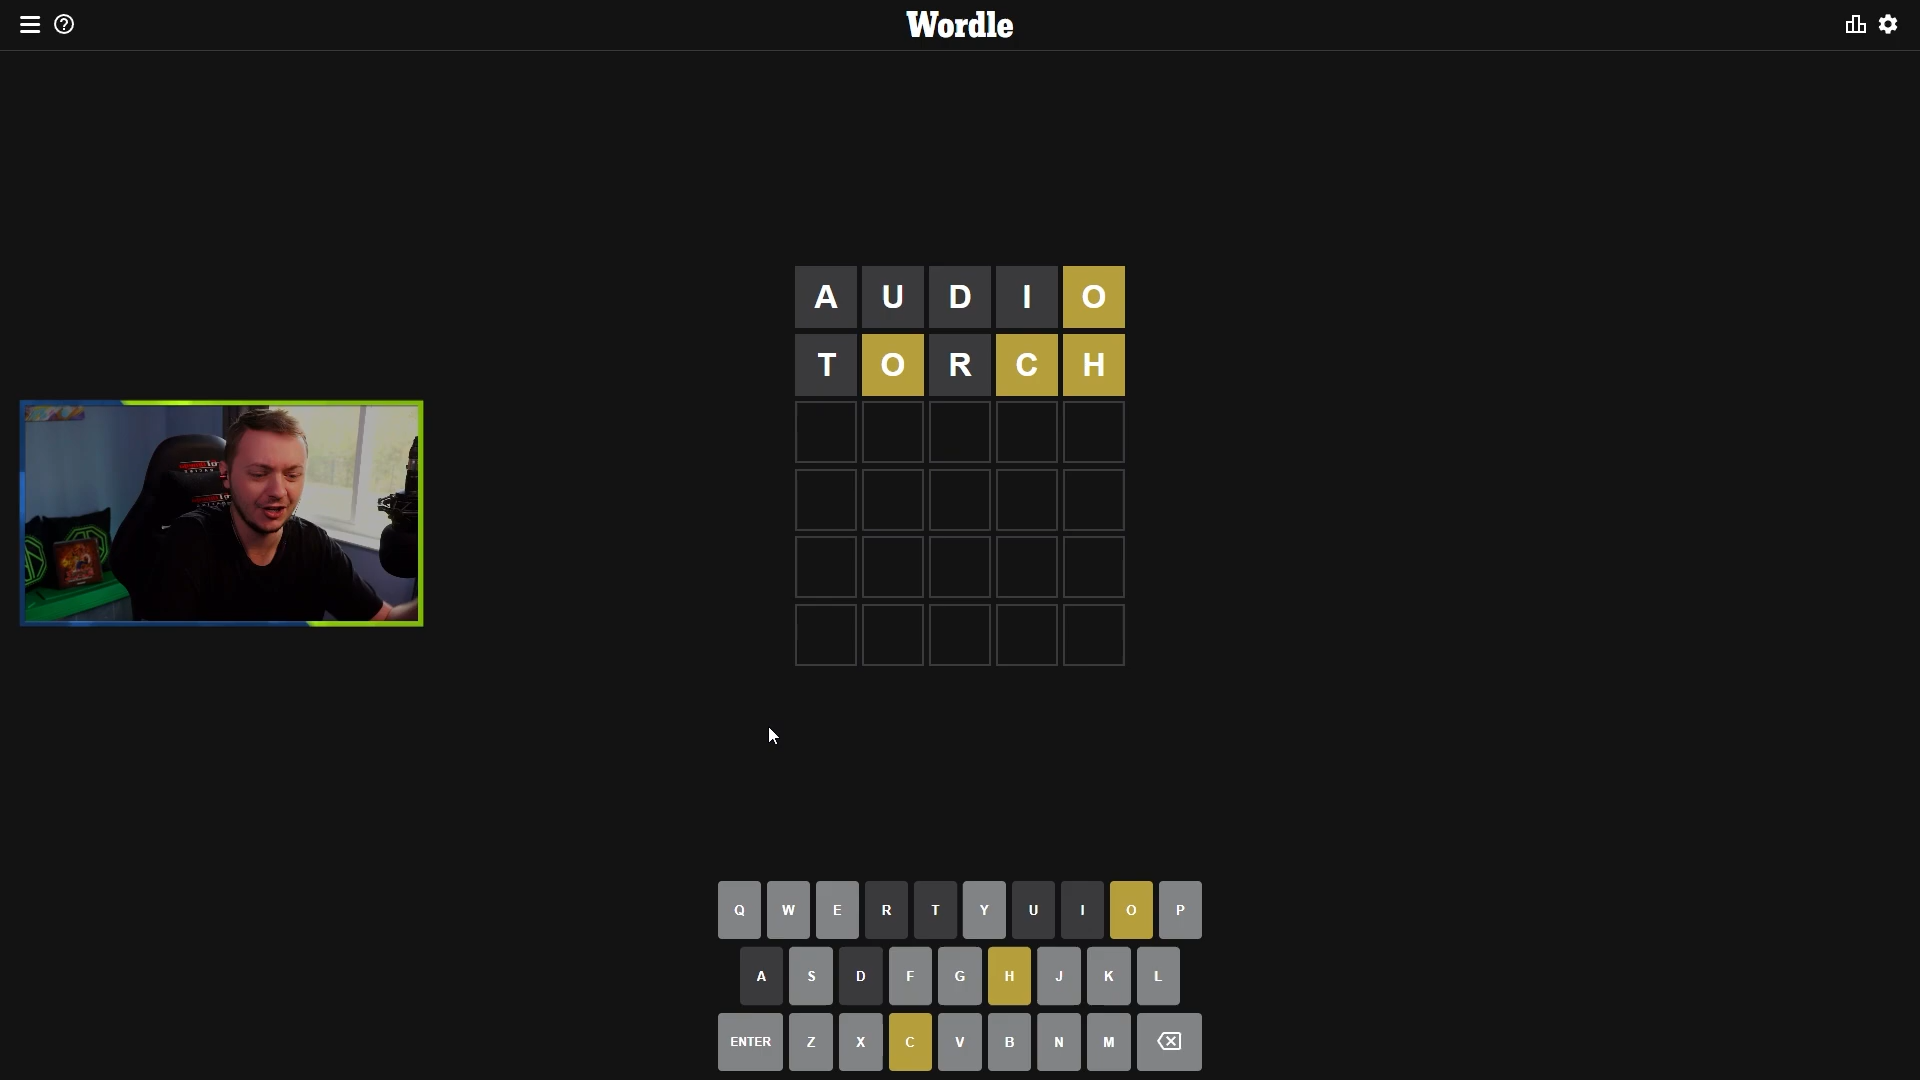 Wordle
A U D I O
T O R C H
Q W E R T Y U I O P
A S D F G H J K L
ENTER Z X C V B N M